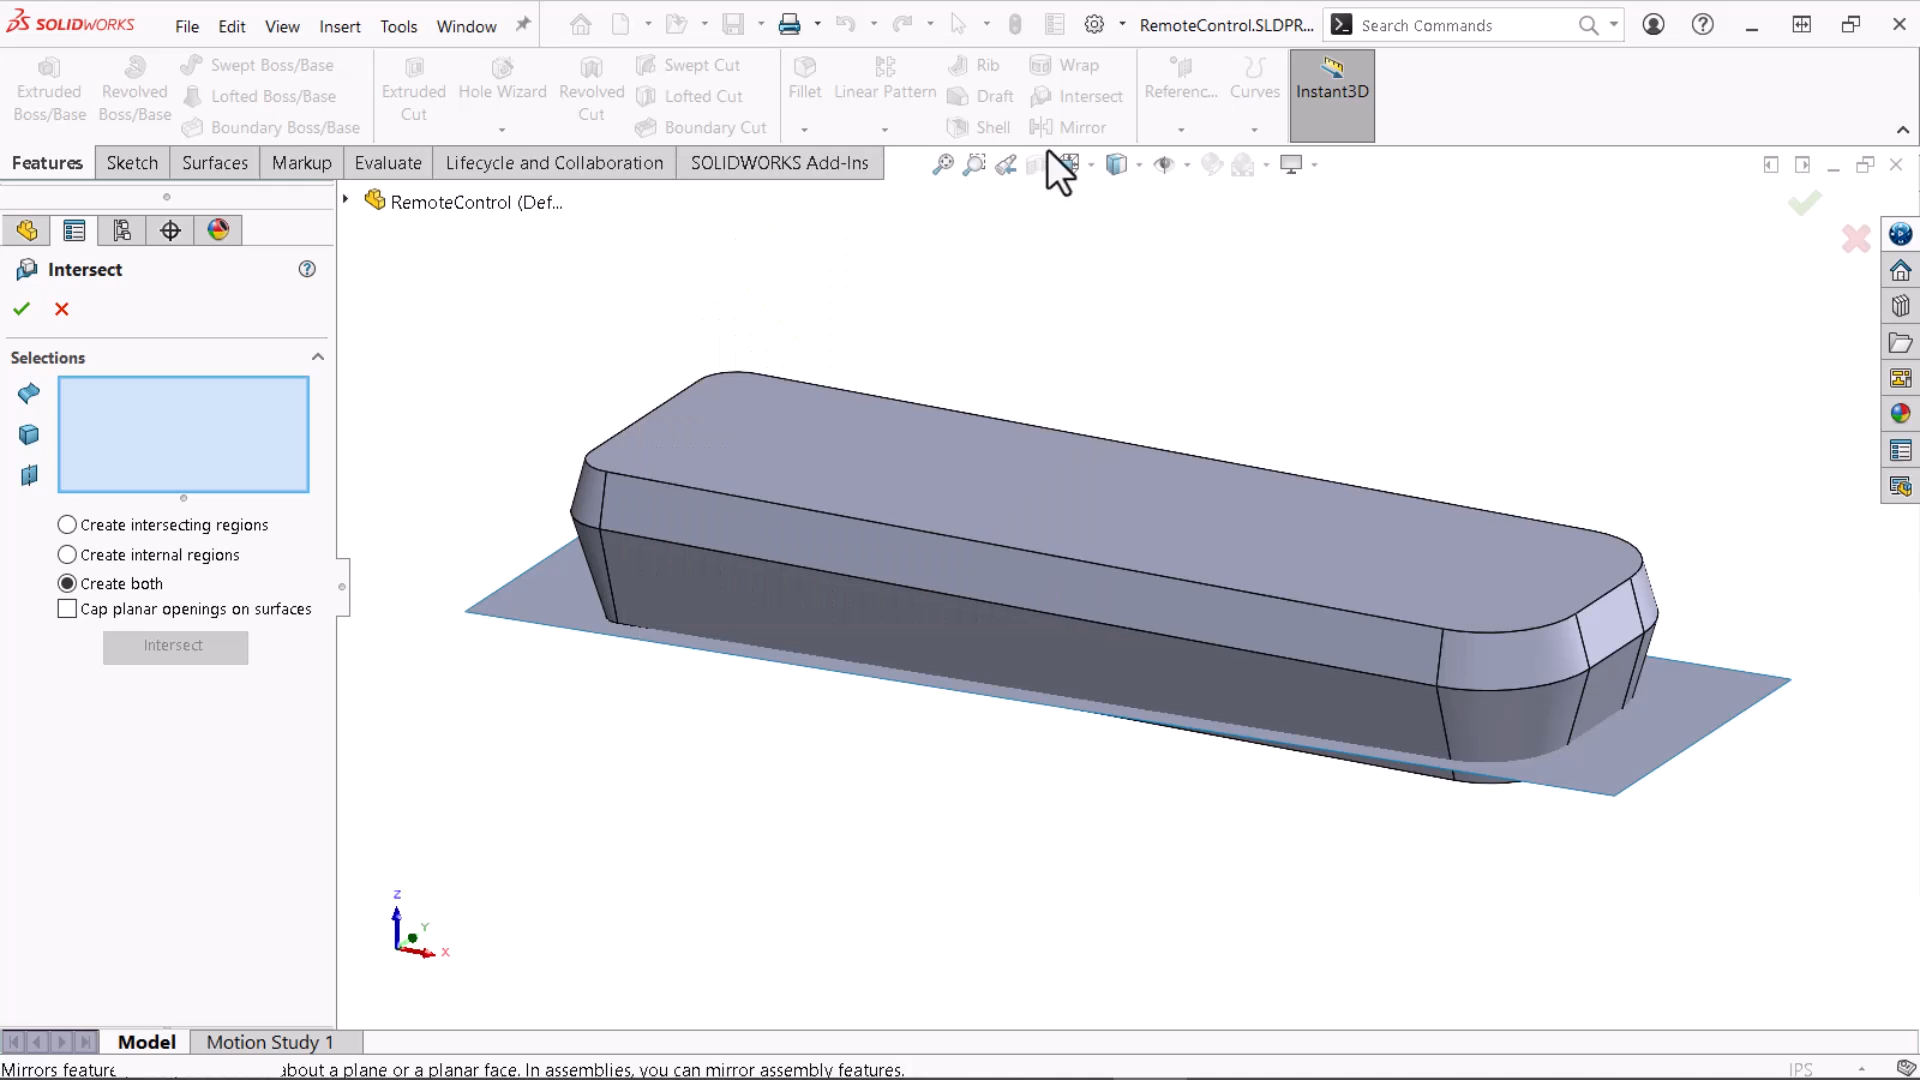 SOLIDWORKS File Edit View Insert Tools Window RemoteControl.SLDPR... Search Commands
Extruded Boss/Base
Revolved Boss/Base
Swept Boss/Base
Lofted Boss/Base
Boundary Boss/Base
Extruded Cut
Hole Wizard
Revolved Cut
Swept Cut
Lofted Cut
Boundary Cut
Fillet
Linear Pattern
Rib
Draft
Shell
Wrap
Intersect
Mirror
Referenc...
Curves
Instant3D
Features Sketch Surfaces Markup Evaluate Lifecycle and Collaboration SOLIDWORKS Add-Ins
RemoteControl (Def...
Intersect
Selections
Create intersecting regions
Create internal regions
Create both
Cap planar openings on surfaces
Intersect
Z
Y
X
Model Motion Study 1
Mirrors feature about a plane or a planar face. In assemblies, you can mirror assembly features. IPS